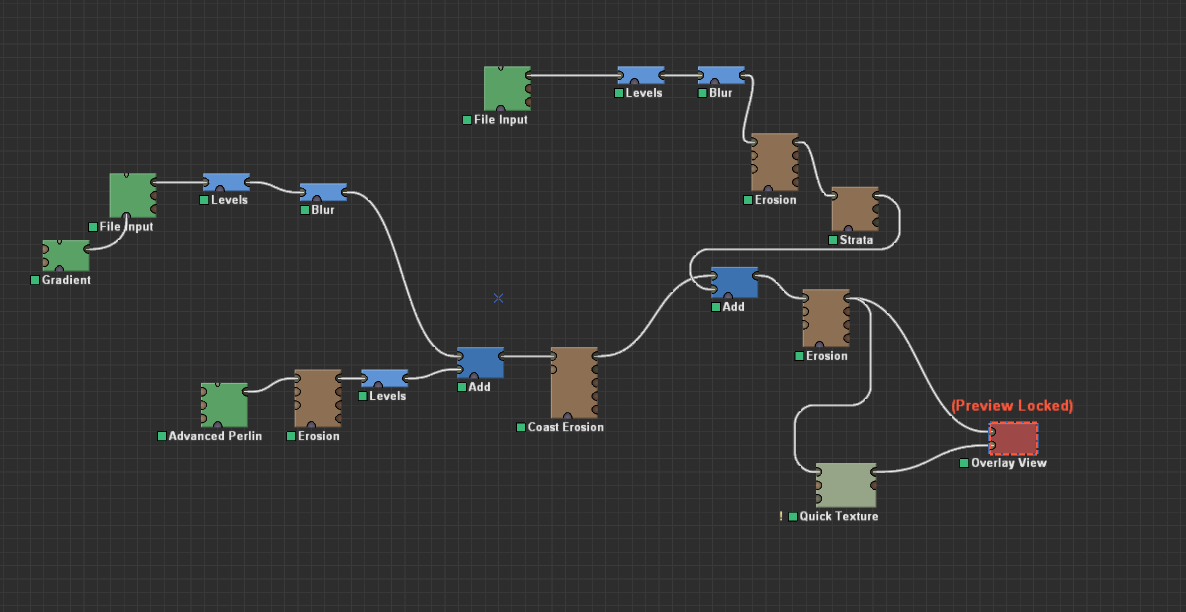 Levels
Blur
File Input
Erosion
Levels
Blur
File Input
Strata
Gradient
Add
Erosion
Add
Levels
(Preview Locked)
Coast Erosion
Advanced Perlin
Erosion
Overlay View
! Quick Texture